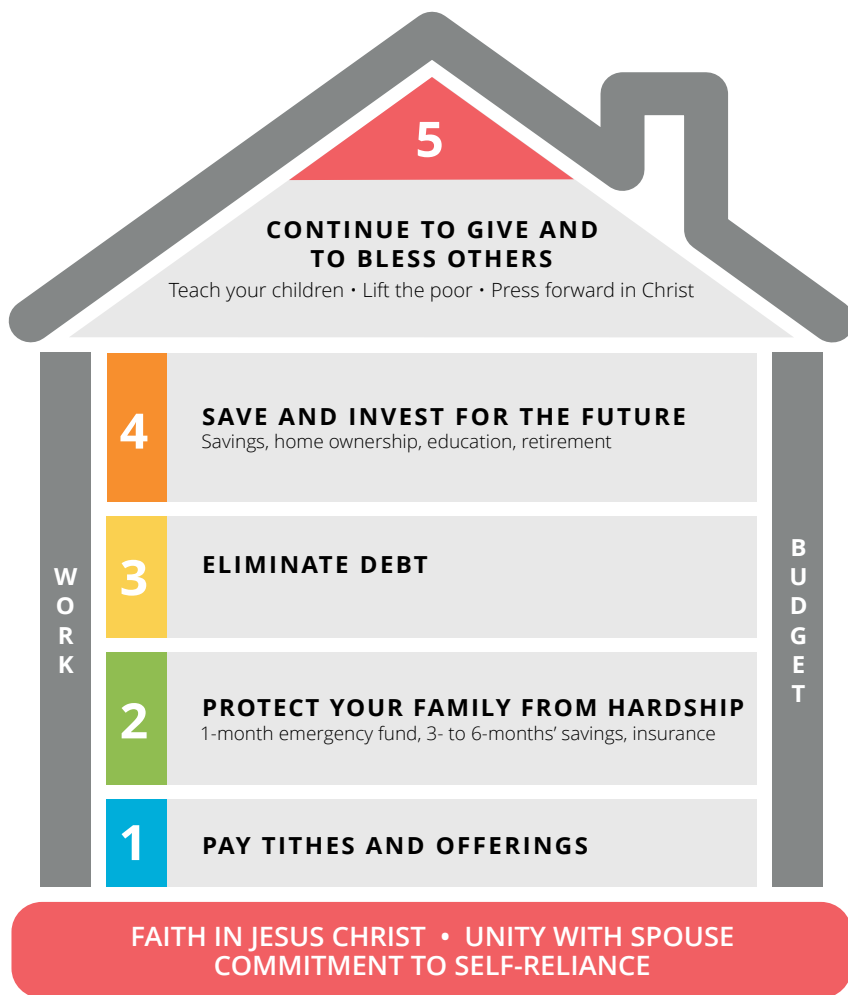 5
CONTINUE TO GIVE AND
TO BLESS OTHERS
Teach your children • Lift the poor • Press forward in Christ
4
SAVE AND INVEST FOR THE FUTURE
Savings, home ownership, education, retirement
3
ELIMINATE DEBT
2
PROTECT YOUR FAMILY FROM HARDSHIP
1-month emergency fund, 3- to 6-months’ savings, insurance
1
PAY TITHES AND OFFERINGS
WORK
BUDGET
FAITH IN JESUS CHRIST • UNITY WITH SPOUSE
COMMITMENT TO SELF-RELIANCE